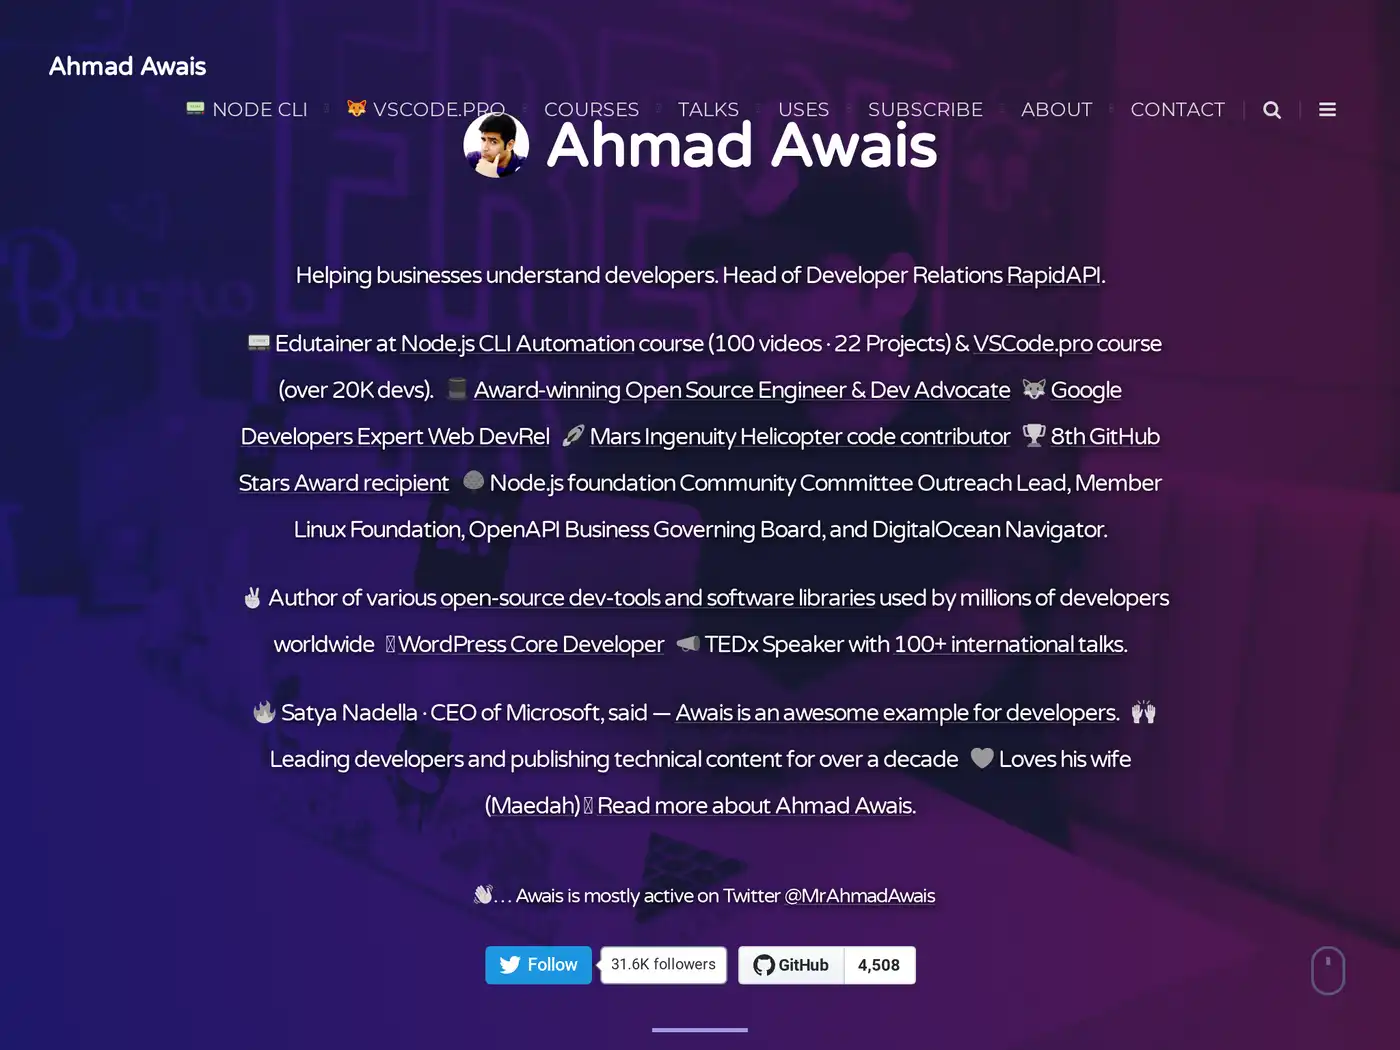 Ahmad Awais
NODE CLI VSCODE.PRO COURSES TALKS USES SUBSCRIBE ABOUT CONTACT
Ahmad Awais
Helping businesses understand developers. Head of Developer Relations RapidAPI.
Edutainer at Node.js CLI Automation course (100 videos · 22 Projects) & VSCode.pro course
(over 20K devs). 🎩 Award-winning Open Source Engineer & Dev Advocate 🦊 Google
Developers Expert Web DevRel 🚀 Mars Ingenuity Helicopter code contributor 🏆 8th GitHub
Stars Award recipient Node.js foundation Community Committee Outreach Lead, Member
Linux Foundation, OpenAPI Business Governing Board, and DigitalOcean Navigator.
✌ Author of various open-source dev-tools and software libraries used by millions of developers
worldwide WordPress Core Developer 📣 TEDx Speaker with 100+ international talks.
🔥 Satya Nadella · CEO of Microsoft, said — Awais is an awesome example for developers. 🙌
Leading developers and publishing technical content for over a decade ❤ Loves his wife
(Maedah) Read more about Ahmad Awais.
👋… Awais is mostly active on Twitter @MrAhmadAwais
Follow 31.6K followers GitHub 4,508
FREE
Bueno